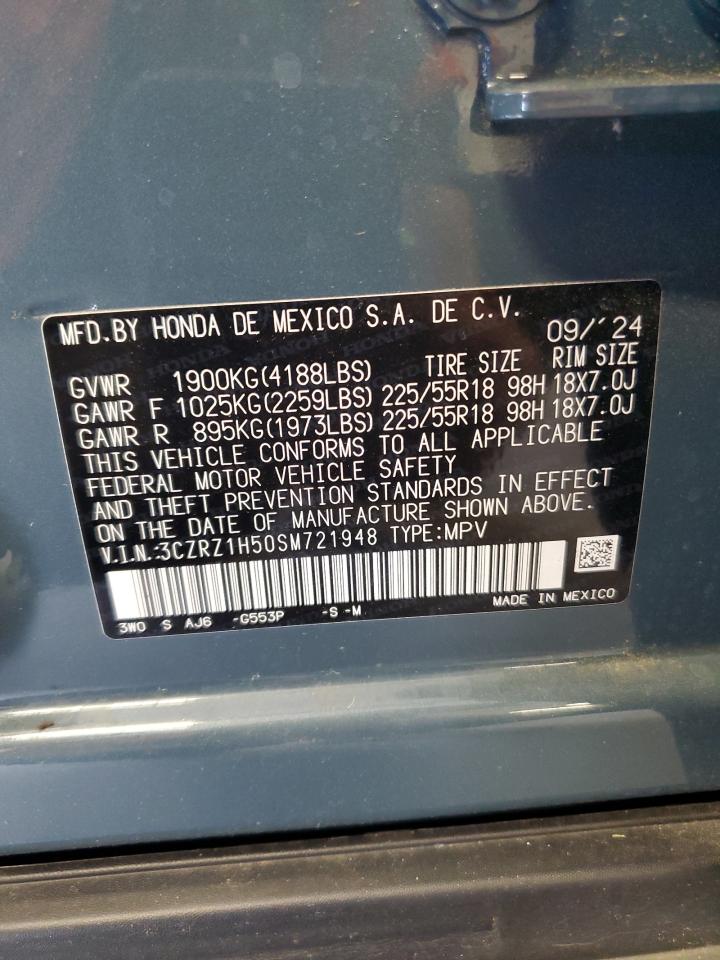 MFD.BY HONDA DE MEXICO S.A. DE C.V. 09/'24
TIRE SIZE RIM SIZE
GVWR 1900KG(4188LBS)
GAWR F 1025KG(2259LBS) 225/55R18 98H 18X7.0J
GAWR R 895KG(1973LBS) 225/55R18 98H 18X7.0J
THIS VEHICLE CONFORMS TO ALL APPLICABLE
FEDERAL MOTOR VEHICLE SAFETY
AND THEFT PREVENTION STANDARDS IN EFFECT
ON THE DATE OF MANUFACTURE SHOWN ABOVE.
V.I.N.:3CZRZ1H50SM721948 TYPE:MPV
3W0 S AJ6 -G553P -S -M MADE IN MEXICO